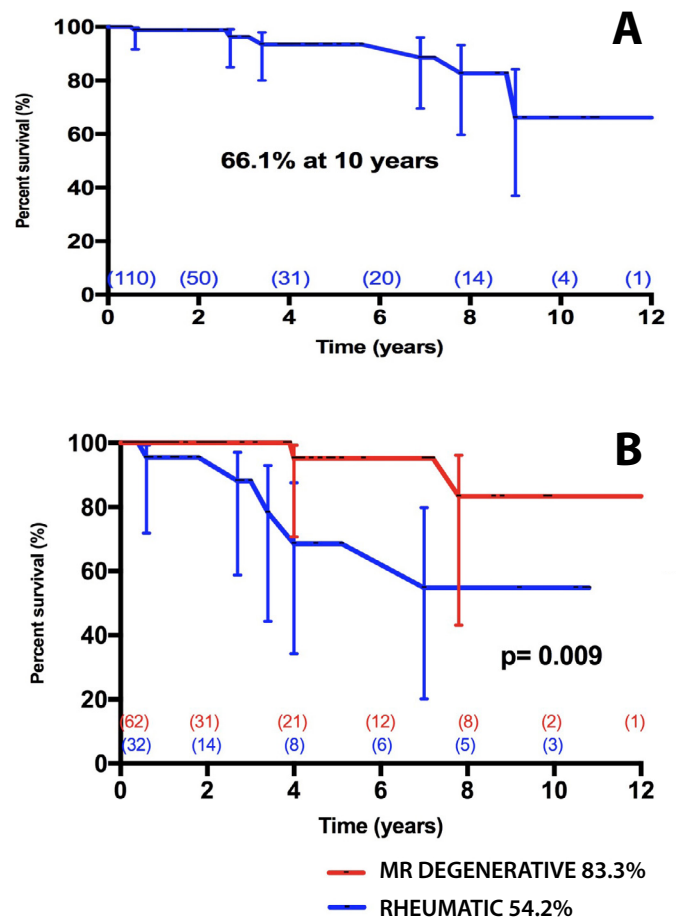 A
Percent survival (%)
100
80
60
40
20
0
66.1% at 10 years
(110) (50) (31) (20) (14) (4) (1)
0 2 4 6 8 10 12
Time (years)
B
Percent survival (%)
100
80
60
40
20
0
p= 0.009
(62) (31) (21) (12) (8) (2) (1)
(32) (14) (8) (6) (5) (3)
0 2 4 6 8 10 12
Time (years)
MR DEGENERATIVE 83.3%
RHEUMATIC 54.2%